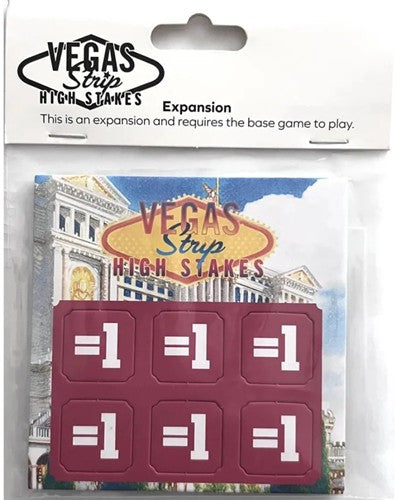 VEGAS
Strip
HIGH STAKES
Expansion
This is an expansion and requires the base game to play.
VEGAS
Strip
HIGH STAKES
=1 =1 =1
=1 =1 =1